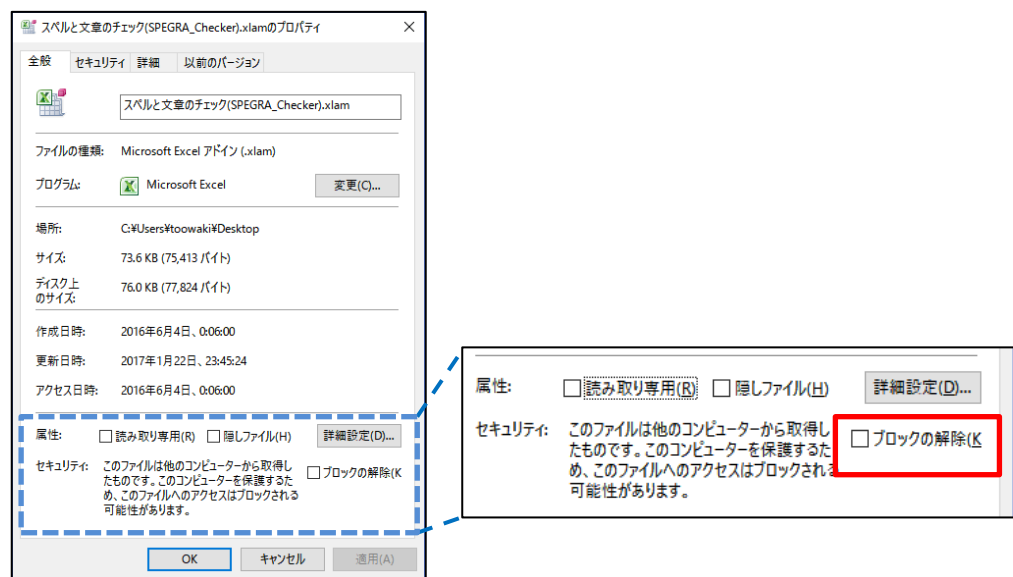 スペルと文章のチェック(SPEGRA_Checker).xlamのプロパティ
全般 セキュリティ 詳細 以前のバージョン
スペルと文章のチェック(SPEGRA_Checker).xlam
ファイルの種類: Microsoft Excel アドイン (.xlam)
プログラム: Microsoft Excel 変更(C)...
場所: C:¥Users¥toowaki¥Desktop
サイズ: 73.6 KB (75,413 バイト)
ディスク上
のサイズ: 76.0 KB (77,824 バイト)
作成日時: 2016年6月4日、0:06:00
更新日時: 2017年1月22日、23:45:24
アクセス日時: 2016年6月4日、0:06:00
属性: 読み取り専用(R) 隠しファイル(H) 詳細設定(D)...
セキュリティ: このファイルは他のコンピューターから取得し
たものです。このコンピューターを保護するた
め、このファイルへのアクセスはブロックされる
可能性があります。
ブロックの解除(K
OK キャンセル 適用(A)
属性: 読み取り専用(R) 隠しファイル(H) 詳細設定(D)...
セキュリティ: このファイルは他のコンピューターから取得し
たものです。このコンピューターを保護するた
め、このファイルへのアクセスはブロックされる
可能性があります。
ブロックの解除(K